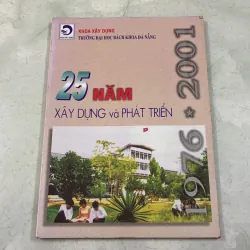 KHOA XÂY DỰNG
TRƯỜNG ĐẠI HỌC BÁCH KHOA ĐÀ NẴNG
25 NĂM
XÂY DỰNG và PHÁT TRIỂN
1976 ★ 2001